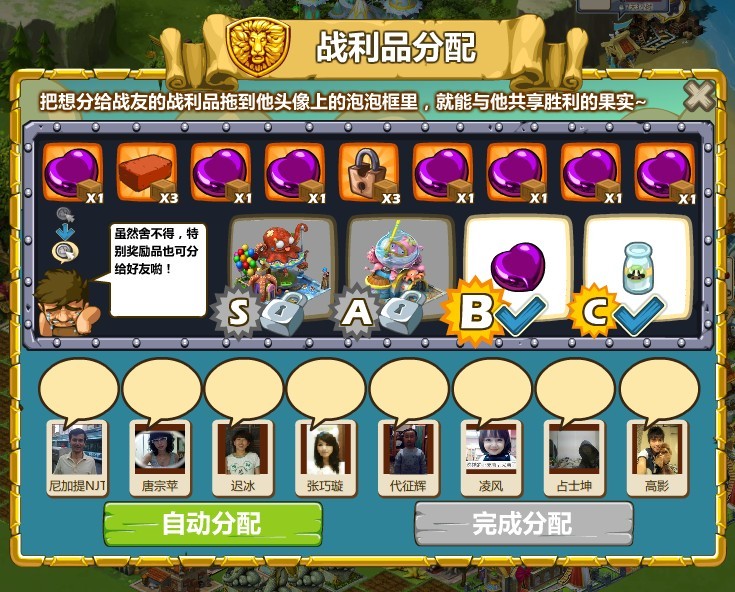 战利品分配
把想分给战友的战利品拖到他头像上的泡泡框里，就能与他共享胜利的果实~
X1 X3 X1 X1 X3 X1 X1 X1 X1
虽然舍不得，特
别奖励品也可分
给好友哟！
S A B C
尼加提NJT 唐宗苹 迟冰 张巧璇 代征辉 凌风 占士坤 高影
自动分配 完成分配